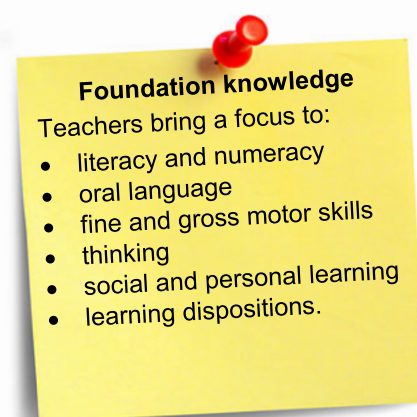 Foundation knowledge
Teachers bring a focus to:
• literacy and numeracy
• oral language
• fine and gross motor skills
• thinking
• social and personal learning
• learning dispositions.